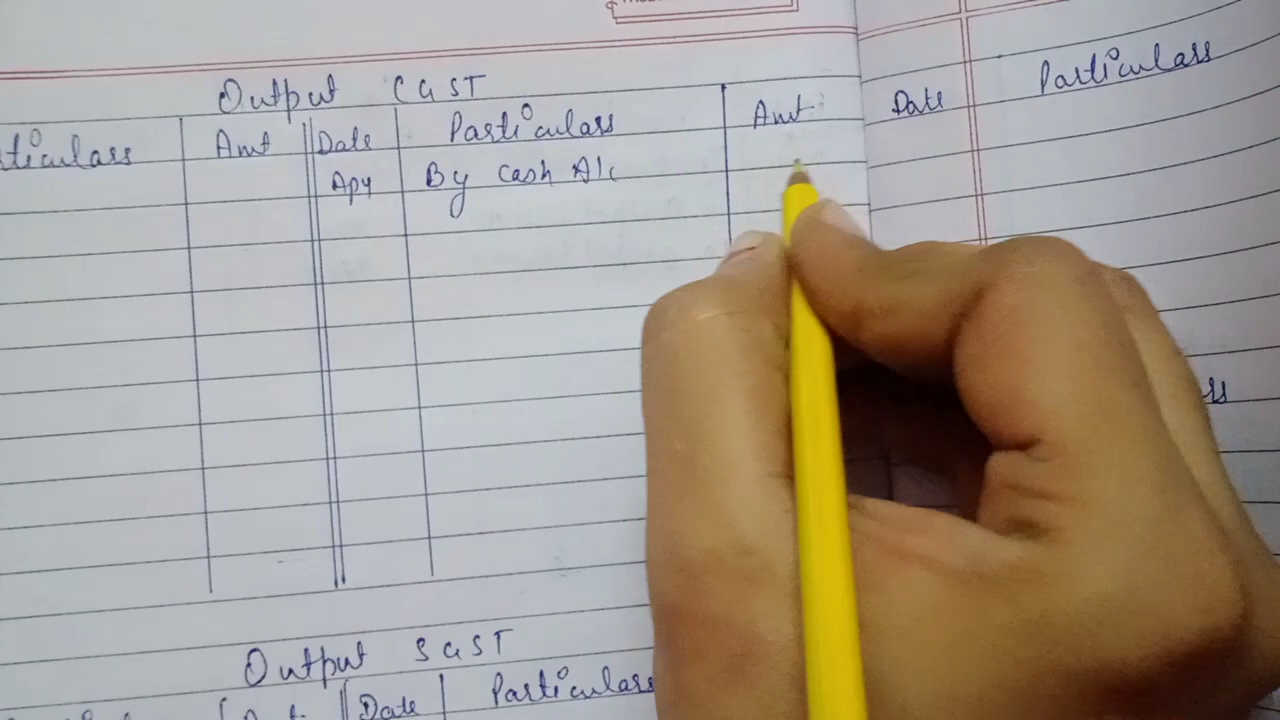 Output CGST
ticulars Amt Date Particulars Amt
Apr By Cash A/c
Output SGST
Date Particulars
Date Particulars